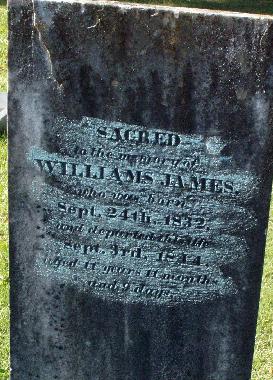 SACRED
to the memory of
WILLIAMS JAMES.
who was born
Sept. 24th, 1832,
and departed this life
Sept. 3rd, 1844
aged 11 years 11 months
and 9 days.